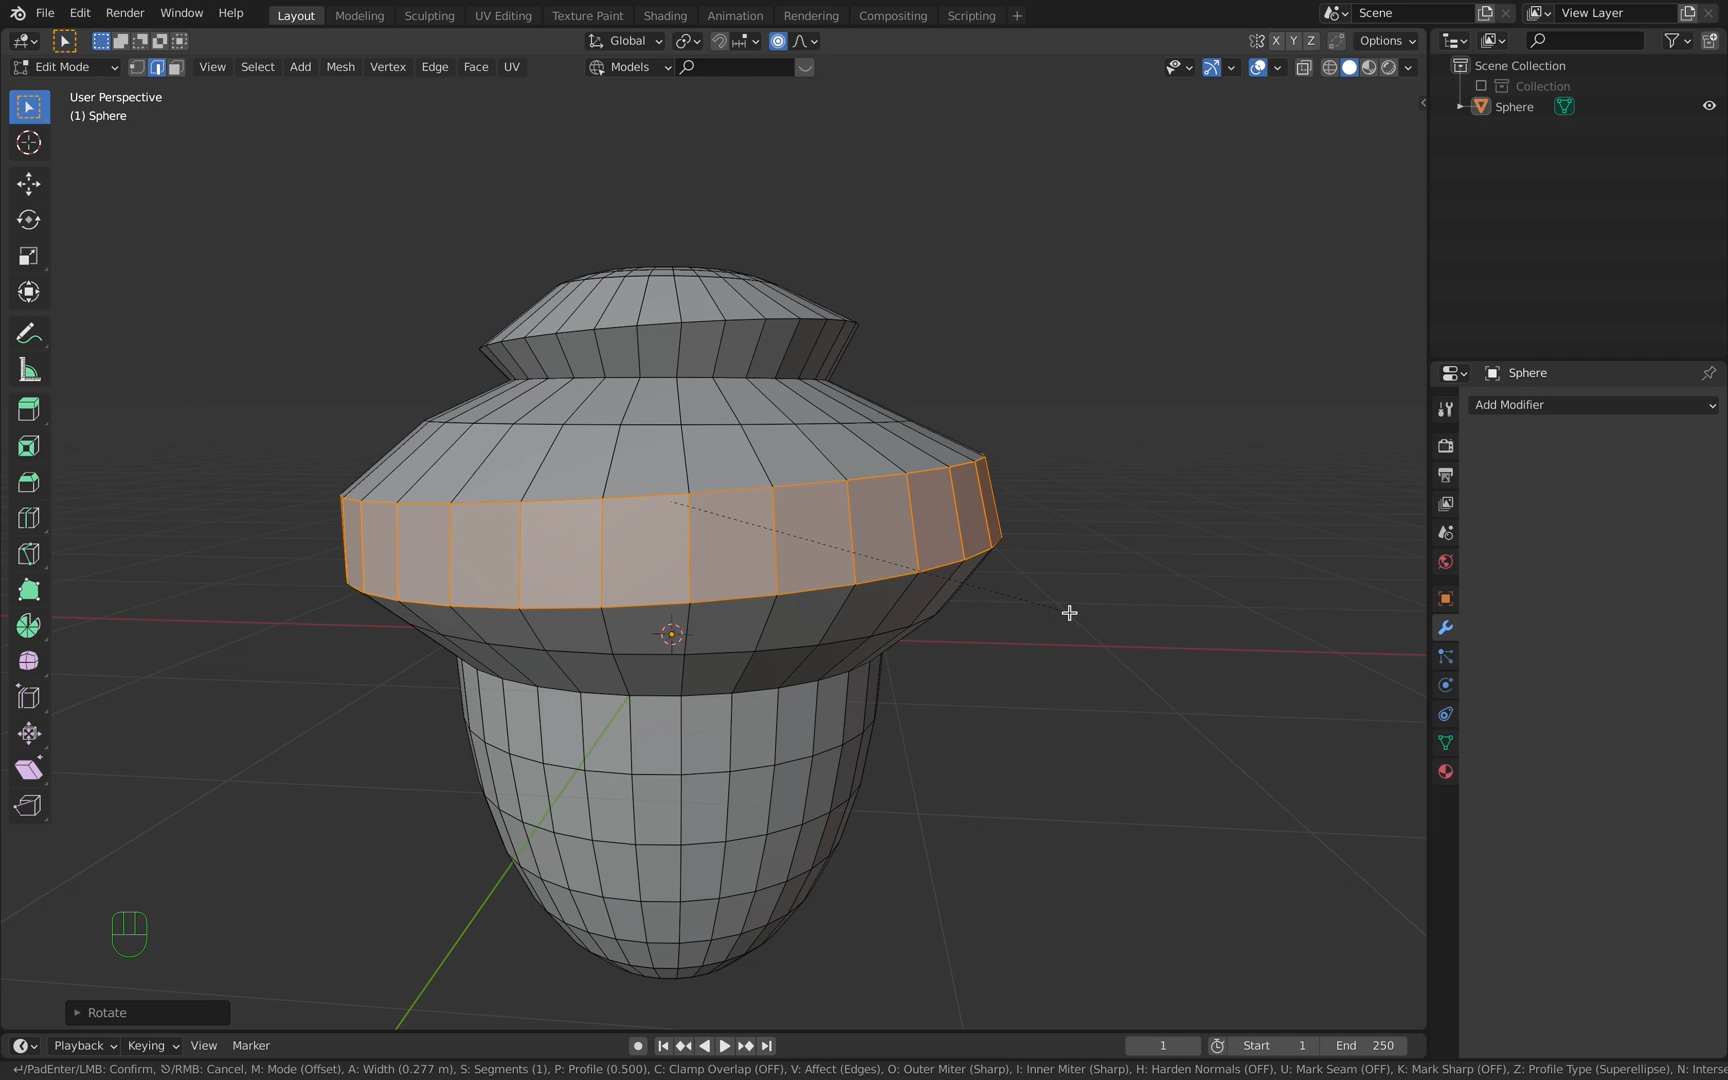 File Edit Render Window Help Layout Modeling Sculpting UV Editing Texture Paint Shading Animation Rendering Compositing Scripting + Scene View Layer
Global X Y Z Options
Edit Mode View Select Add Mesh Vertex Edge Face UV Models
User Perspective
(1) Sphere
Scene Collection
Collection
Sphere
Sphere
Add Modifier
Rotate
Playback Keying View Marker 1 Start 1 End 250
/PadEnter/LMB: Confirm, /RMB: Cancel, M: Mode (Offset), A: Width (0.277 m), S: Segments (1), P: Profile (0.500), C: Clamp Overlap (OFF), V: Affect (Edges), O: Outer Miter (Sharp), I: Inner Miter (Sharp), H: Harden Normals (OFF), U: Mark Seam (OFF), K: Mark Sharp (OFF), Z: Profile Type (Superellipse), N: Interse